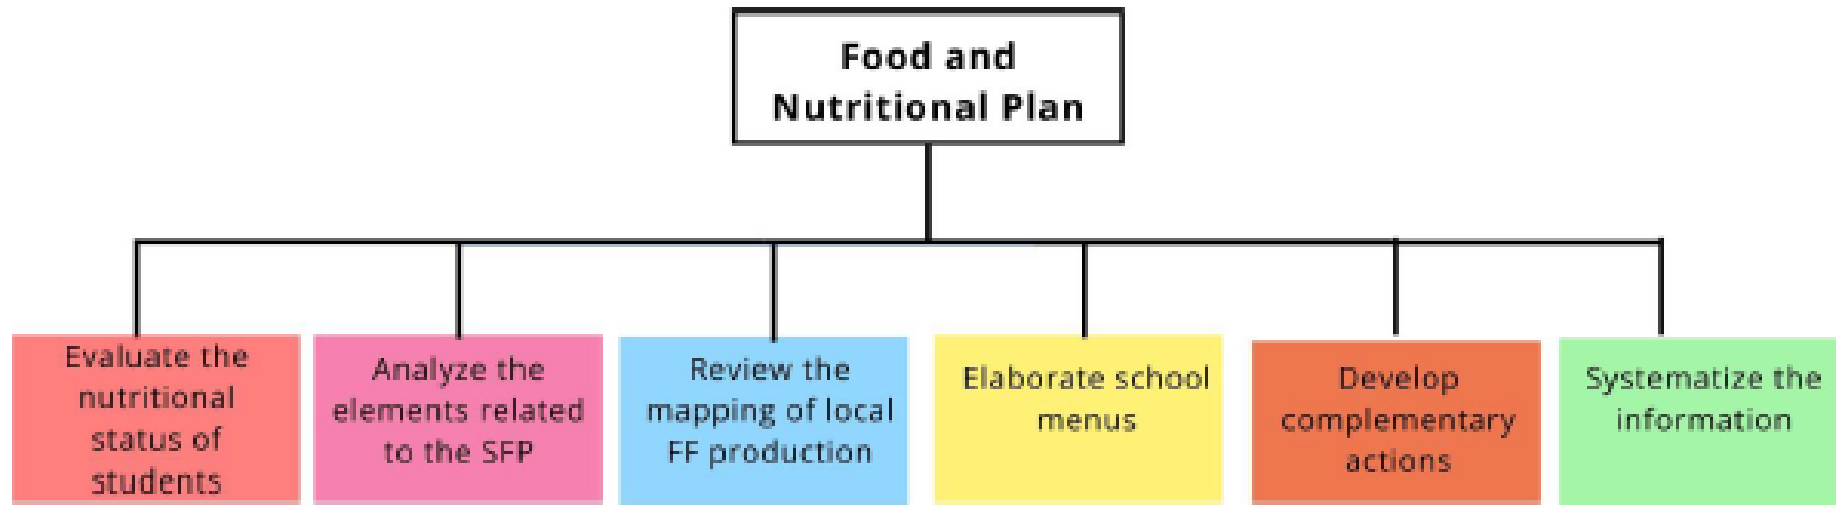 Food and
Nutritional Plan
Evaluate the
nutritional
status of
students
Analyze the
elements related
to the SFP
Review the
mapping of local
FF production
Elaborate school
menus
Develop
complementary
actions
Systematize the
information